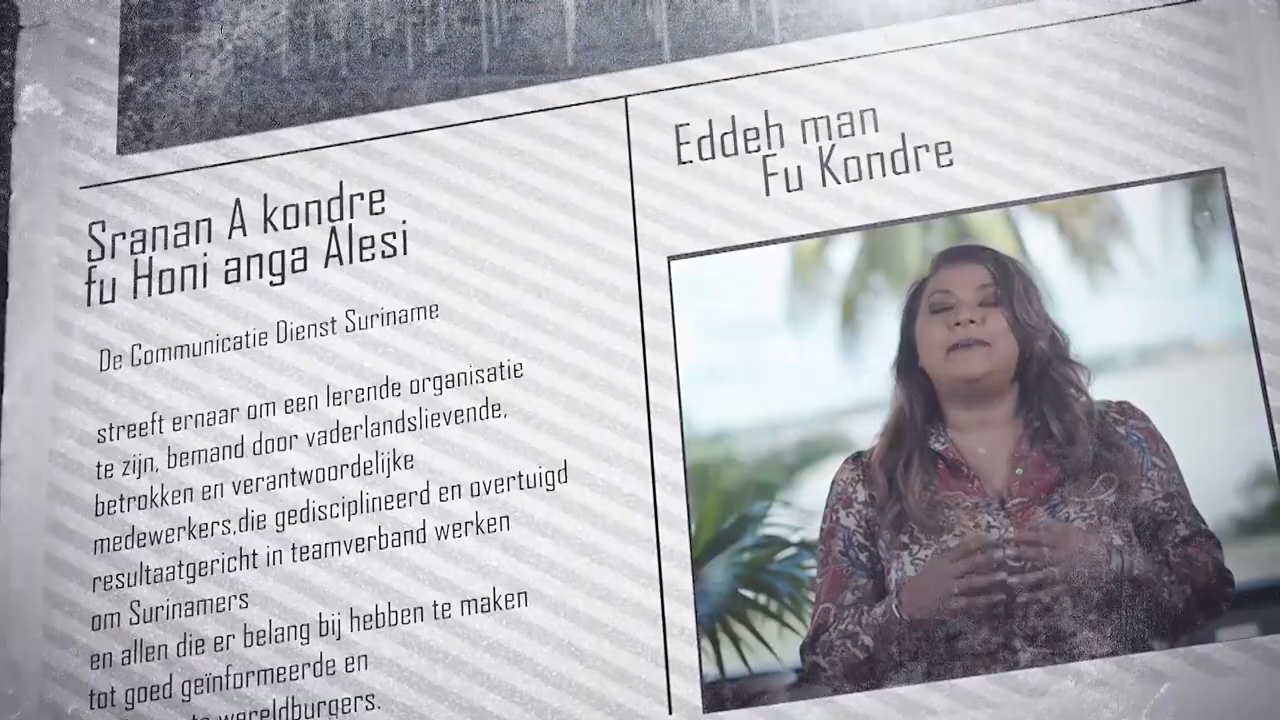 Sranan A kondre
fu Honi anga Alesi
De Communicatie Dienst Suriname
streeft ernaar om een lerende organisatie
te zijn, bemand door vaderlandslievende,
betrokken en verantwoordelijke
medewerkers,die gedisciplineerd en overtuigd
resultaatgericht in teamverband werken
om Surinamers
en allen die er belang bij hebben te maken
tot goed geïnformeerde en
wereldburgers.
Eddeh man
Fu Kondre